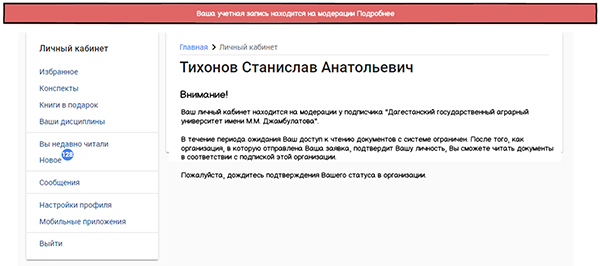 Ваша учетная запись находится на модерации Подробнее
Личный кабинет
Избранное
Конспекты
Книги в подарок
Ваши дисциплины
Вы недавно читали
Новое 128
Сообщения
Настройки профиля
Мобильные приложения
Выйти
Главная > Личный кабинет
Тихонов Станислав Анатольевич
Внимание!
Ваш личный кабинет находится на модерации у подписчика "Дагестанский государственный аграрный
университет имени М.М. Джамбулатова".
В течение периода ожидания Ваш доступ к чтению документов с системе ограничен. После того, как
организация, в которую отправлена Ваша заявка, подтвердит Вашу личность, Вы сможете читать документы
в соответствии с подпиской этой организации.
Пожалуйста, дождитесь подтверждения Вашего статуса в организации.